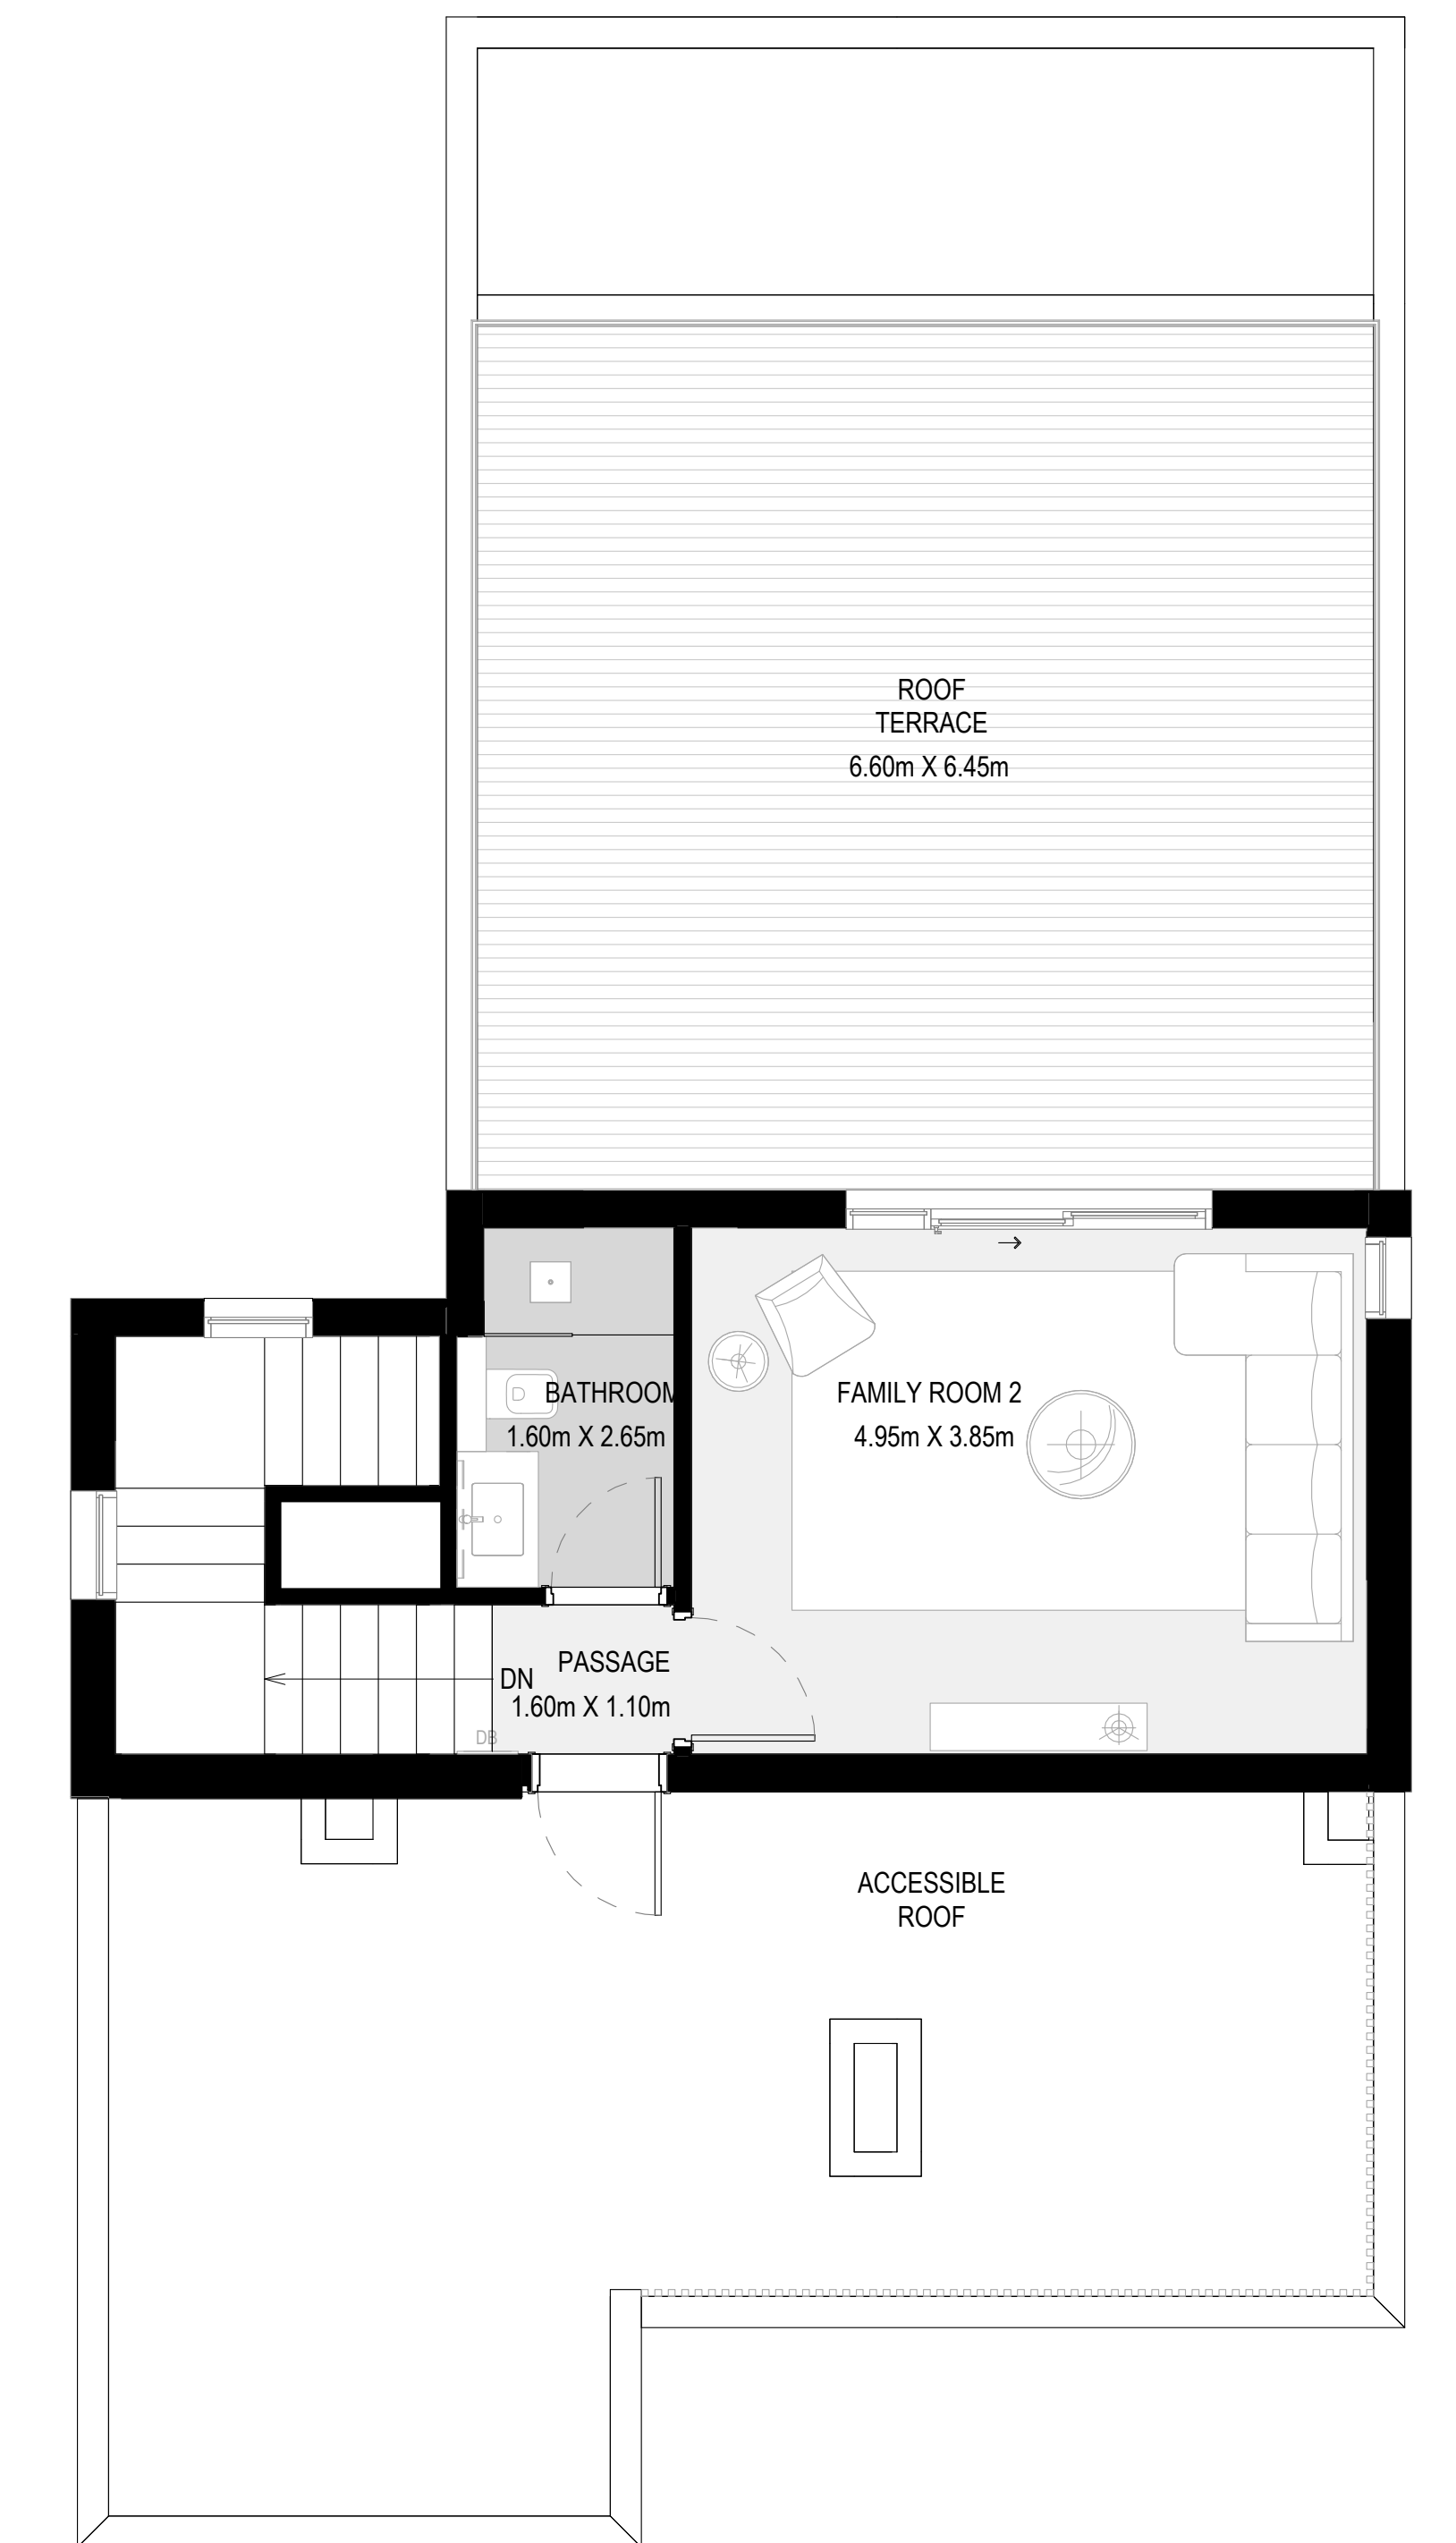 ROOF
TERRACE
6.60m X 6.45m
BATHROOM
1.60m X 2.65m
FAMILY ROOM 2
4.95m X 3.85m
PASSAGE
DN
1.60m X 1.10m
DB
ACCESSIBLE
ROOF